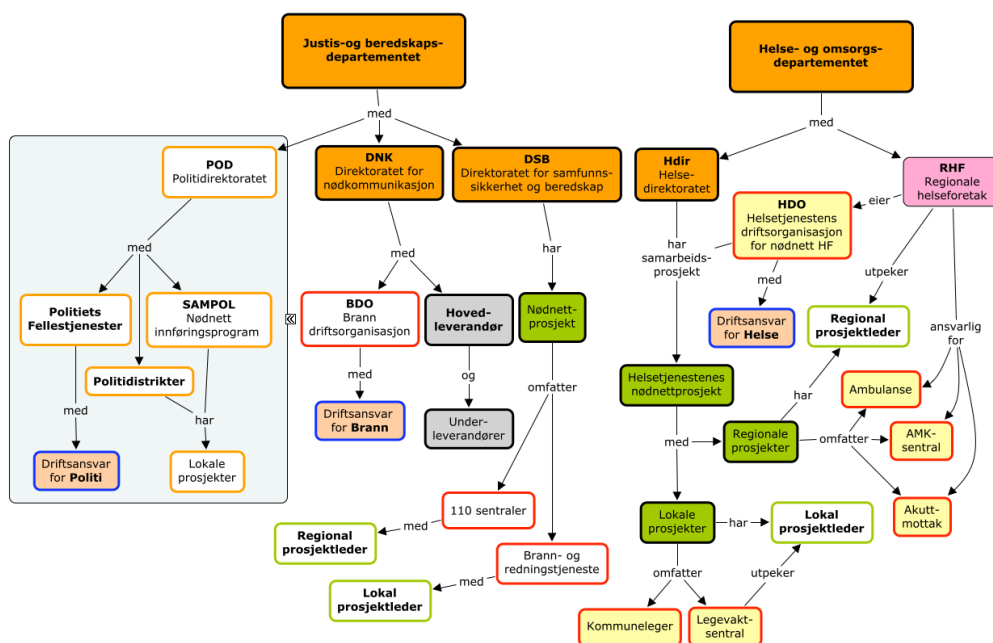 Justis-og beredskaps-
departementet
Helse- og omsorgs-
departementet
med
med
POD
Politidirektoratet
DNK
Direktoratet for
nødkommunikasjon
DSB
Direktoratet for samfunns-
sikkerhet og beredskap
Hdir
Helse-
direktoratet
RHF
Regionale
helseforetak
HDO
Helsetjenestens
driftsorganisasjon
for nødnett HF
eier
med
med
har
har
samarbeids-
prosjekt
med
utpeker
Politiets
Fellestjenester
SAMPOL
Nødnett
innføringsprogram
BDO
Brann
driftsorganisasjon
Hoved-
leverandør
Nødnett-
prosjekt
Driftsansvar
for Helse
Regional
prosjektleder
ansvarlig
for
Politidistrikter
med
og
omfatter
Helsetjenestenes
nødnettprosjekt
Ambulanse
med
har
har
Driftsansvar
for Brann
Under-
leverandører
med
Regionale
prosjekter
omfatter
AMK-
sentral
Driftsansvar
for Politi
Lokale
prosjekter
110 sentraler
med
Regional
prosjektleder
Lokale
prosjekter
har
Lokal
prosjektleder
Akutt-
mottak
Brann- og
redningstjeneste
med
Lokal
prosjektleder
omfatter
utpeker
Kommuneleger
Legevakt-
sentral